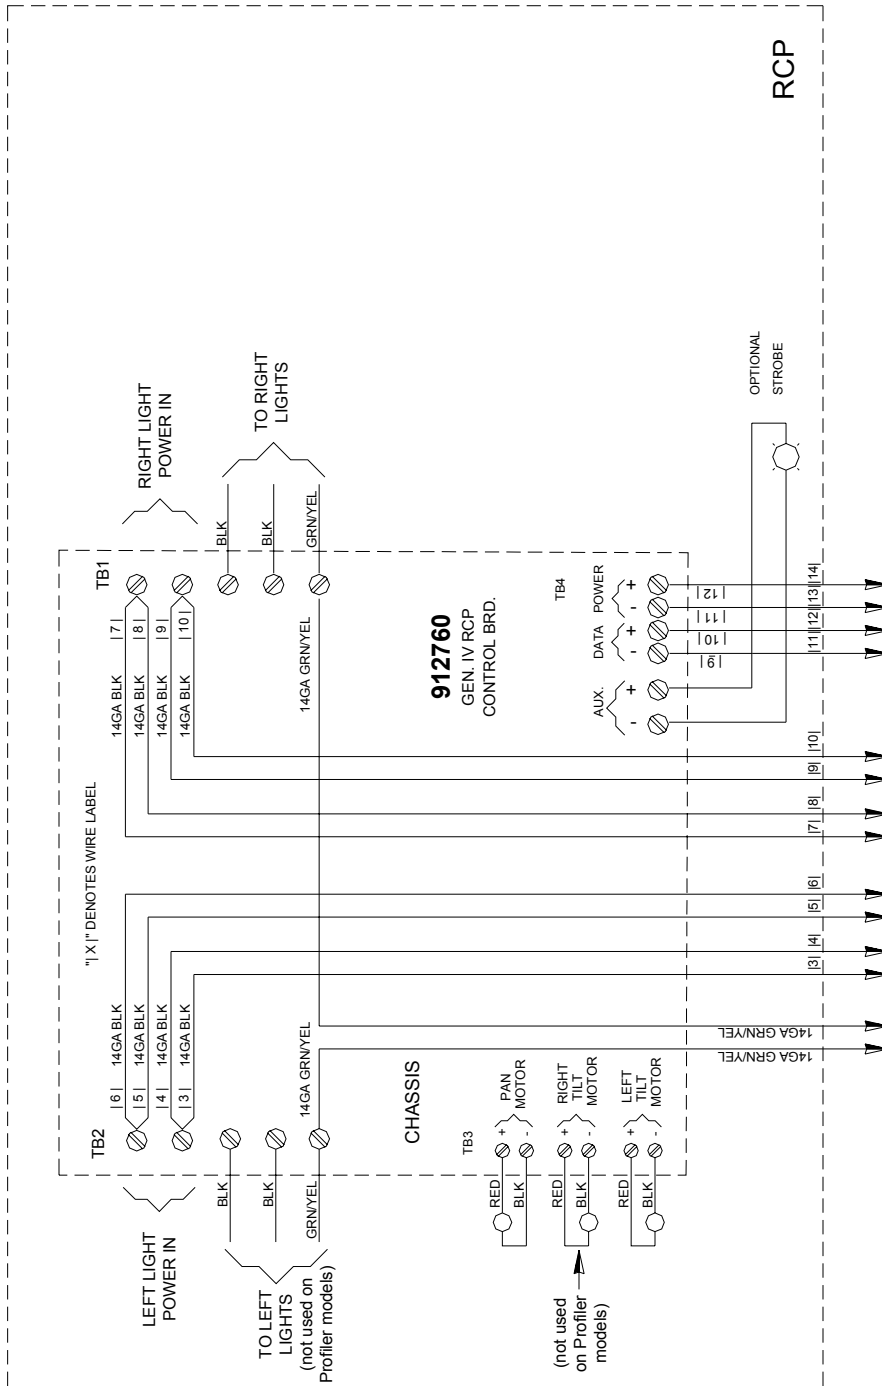 RCP
RIGHT LIGHT
POWER IN
TO RIGHT
LIGHTS
BLK
BLK
GRN/YEL
TB1
|7|
|8|
|9|
|10|
14GA BLK
14GA BLK
14GA BLK
14GA BLK
14GA GRN/YEL
912760
GEN. IV RCP
CONTROL BRD.
TB4
POWER
DATA
AUX.
+
-
+
-
+
-
|12|
|11|
|10|
|9|
OPTIONAL
STROBE
"| X |" DENOTES WIRE LABEL
|14|
|13|
|12|
|11|
|10|
|9|
|8|
|7|
|6|
|5|
|4|
|3|
14GA GRN/YEL
14GA GRN/YEL
TB2
|6|
|5|
|4|
|3|
14GA BLK
14GA BLK
14GA BLK
14GA BLK
14GA GRN/YEL
CHASSIS
LEFT LIGHT
POWER IN
TO LEFT
LIGHTS
(not used on
Profiler models)
BLK
BLK
GRN/YEL
TB3
+
-
PAN
MOTOR
+
-
RIGHT
TILT
MOTOR
+
-
LEFT
TILT
MOTOR
RED
BLK
RED
BLK
RED
BLK
(not used
on Profiler
models)